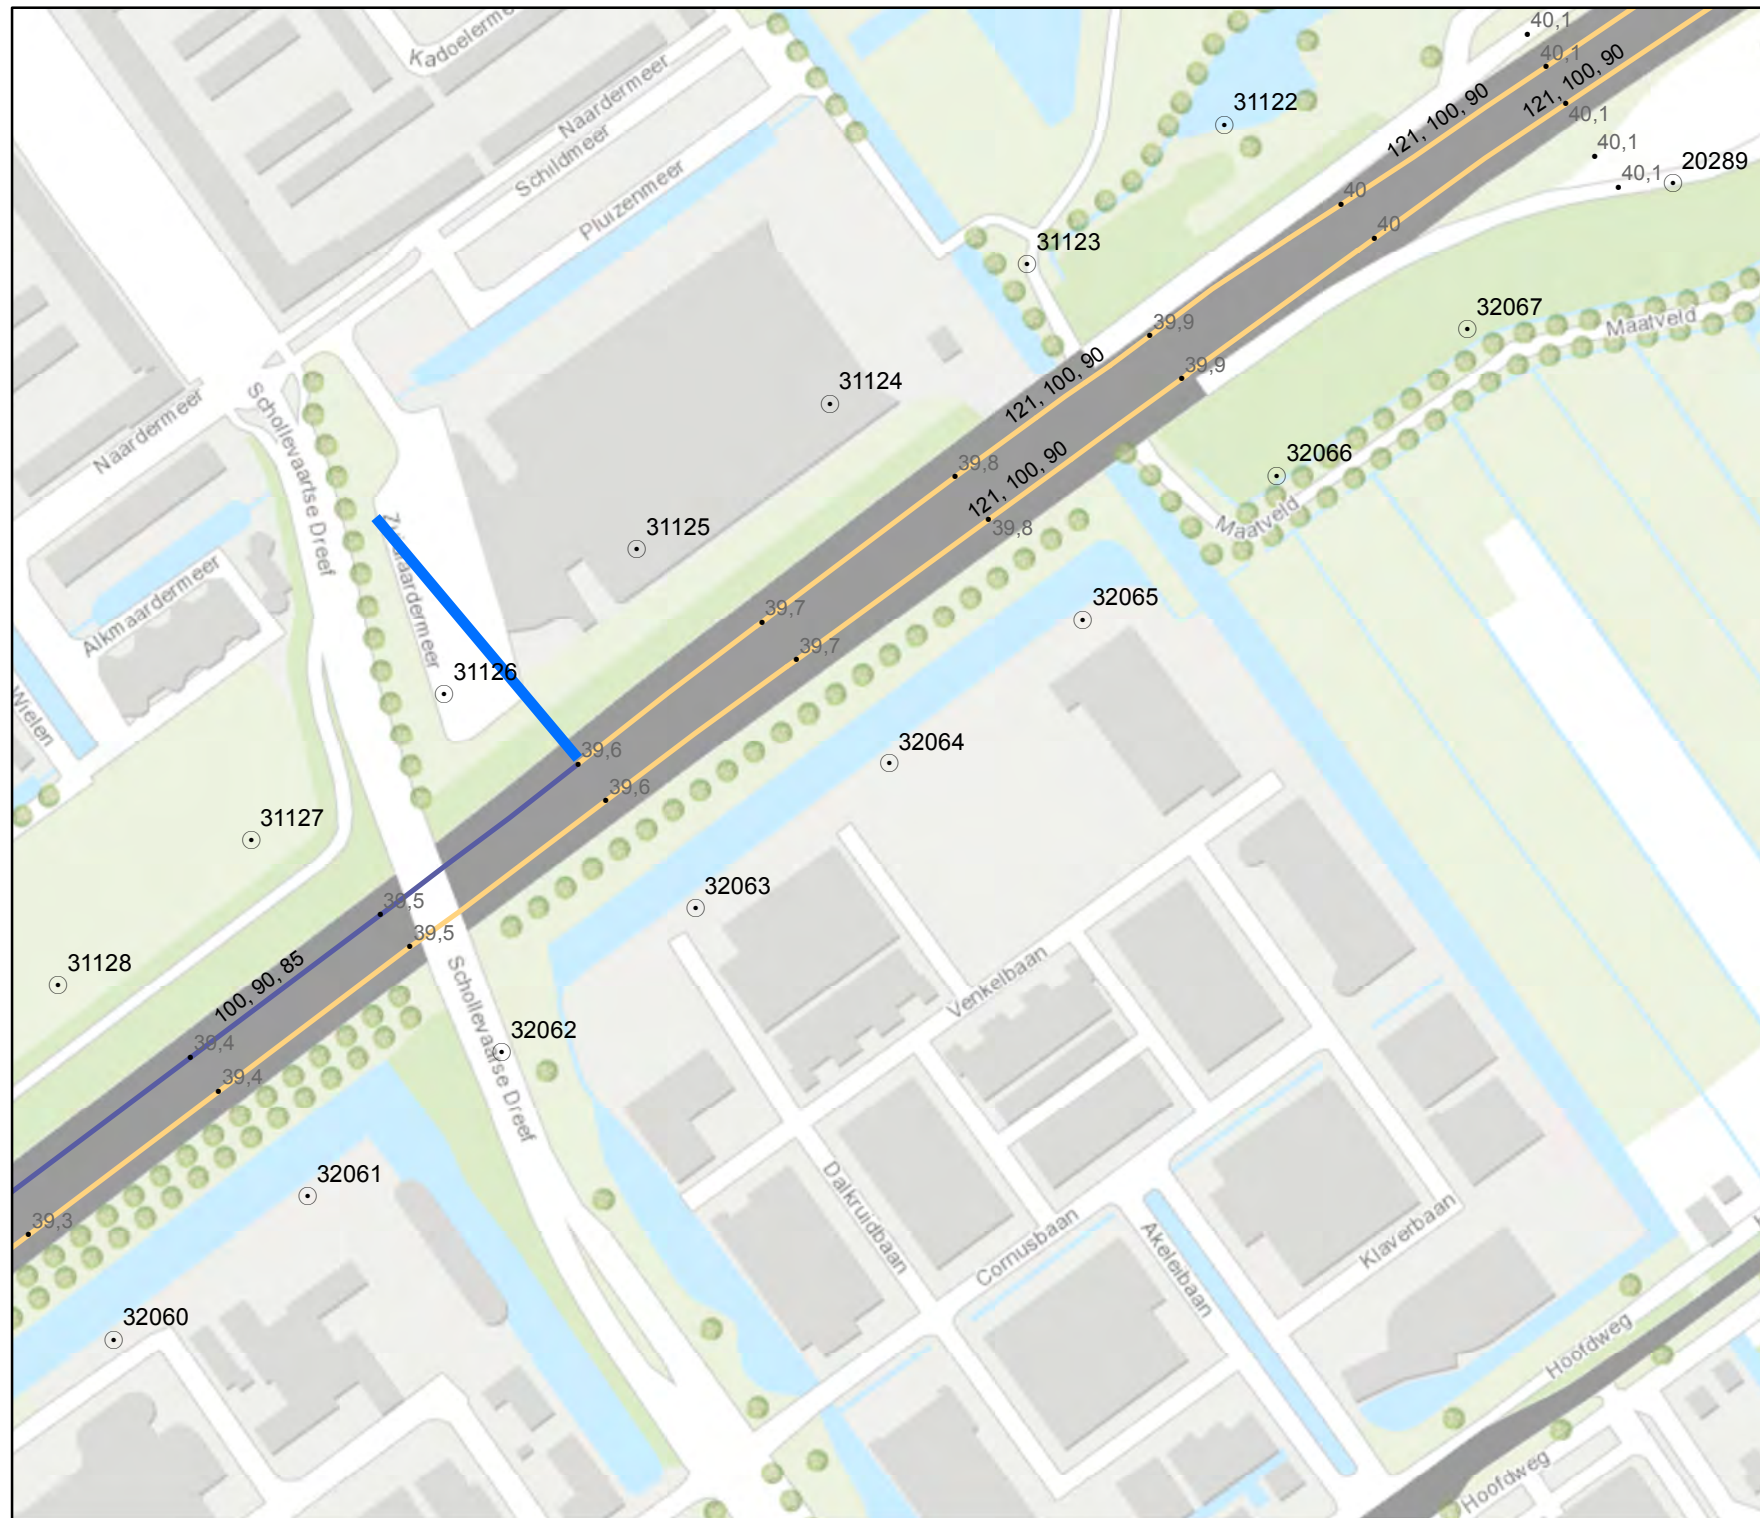 40,1
Kadoelerme
40,1
121, 100, 90
Naardermeer
121, 100, 90
31122
40,1
Schildmeer
40,1
20289
40,1
Pluizenmeer
40
40
31123
39,9
32067
Maatveld
121, 100, 90
39,9
31124
Naardermeer
Schollevaartse Dreef
39,8
121, 100, 90
32066
Maatveld
31125
39,8
Alkmaardermeer
39,7
32065
39,7
31126
Wielen
39,6
32064
39,6
31127
39,5
32063
39,5
31128
100, 90, 85
Venkelbaan
Schollevaartse Dreef
39,4
32062
39,4
32061
39,3
Dalkruidbaan
Cornusbaan
Akeleibaan
Klaverbaan
32060
Hoofdweg
Hoofdweg